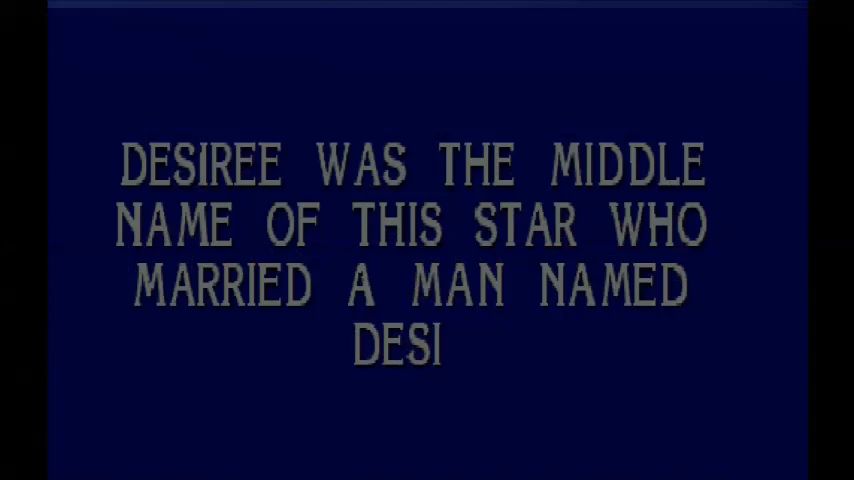 DESIREE WAS THE MIDDLE
NAME OF THIS STAR WHO
MARRIED A MAN NAMED
DESI